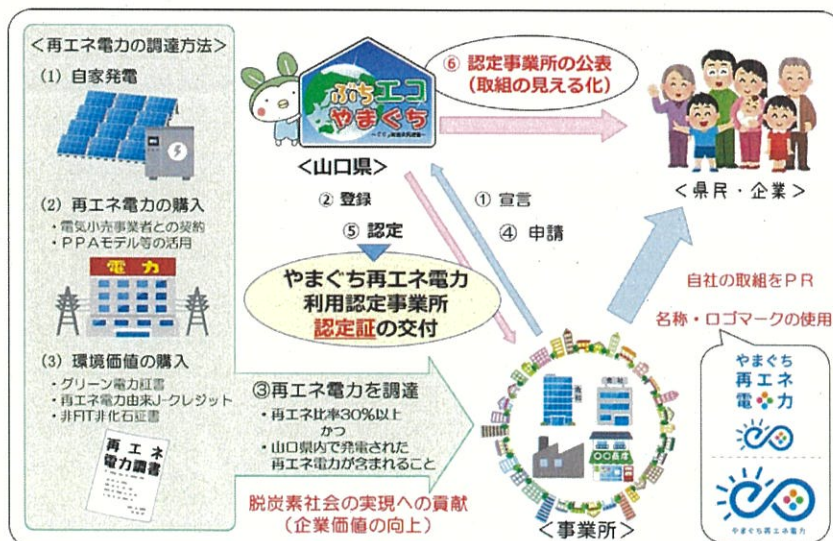 <再エネ電力の調達方法>
(1) 自家発電
(2) 再エネ電力の購入
・電気小売事業者との契約
・PPAモデル等の活用
電力
(3) 環境価値の購入
・グリーン電力証書
・再エネ電力由来J-クレジット
・非FIT非化石証書
再エネ
電力調書
ぶちエコ
やまぐち
<山口県>
⑥ 認定事業所の公表
(取組の見える化)
<県民・企業>
② 登録
① 宣言
⑤ 認定
④ 申請
やまぐち再エネ電力
利用認定事業所
認定証の交付
自社の取組をPR
名称・ロゴマークの使用
③再エネ電力を調達
・再エネ比率30%以上
かつ
・山口県内で発電された
再エネ電力が含まれること
脱炭素社会の実現への貢献
(企業価値の向上)
会社
会社
〇〇商店
<事業所>
やまぐち
再エネ
電力
やまぐち再エネ電力